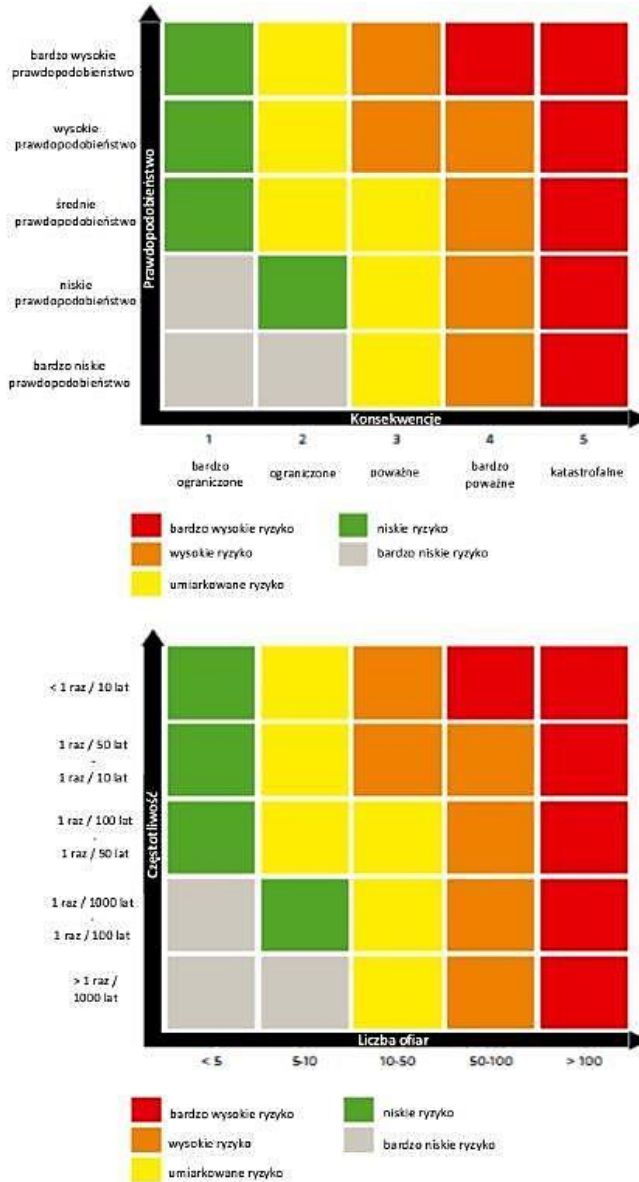 bardzo wysokie
prawdopodobieństwo
wysokie
prawdopodobieństwo
średnie
prawdopodobieństwo
niskie
prawdopodobieństwo
bardzo niskie
prawdopodobieństwo
Prawdopodobieństwo
Konsekwencje
1 2 3 4 5
bardzo
ograniczone
ograniczone
poważne
bardzo
poważne
katastrofalne
bardzo wysokie ryzyko
niskie ryzyko
wysokie ryzyko
bardzo niskie ryzyko
umiarkowane ryzyko
< 1 raz / 10 lat
1 raz / 50 lat
-
1 raz / 10 lat
1 raz / 100 lat
-
1 raz / 50 lat
1 raz / 1000 lat
-
1 raz / 100 lat
> 1 raz /
1000 lat
Częstotliwość
Liczba ofiar
< 5 5-10 10-50 50-100 > 100
bardzo wysokie ryzyko
niskie ryzyko
wysokie ryzyko
bardzo niskie ryzyko
umiarkowane ryzyko